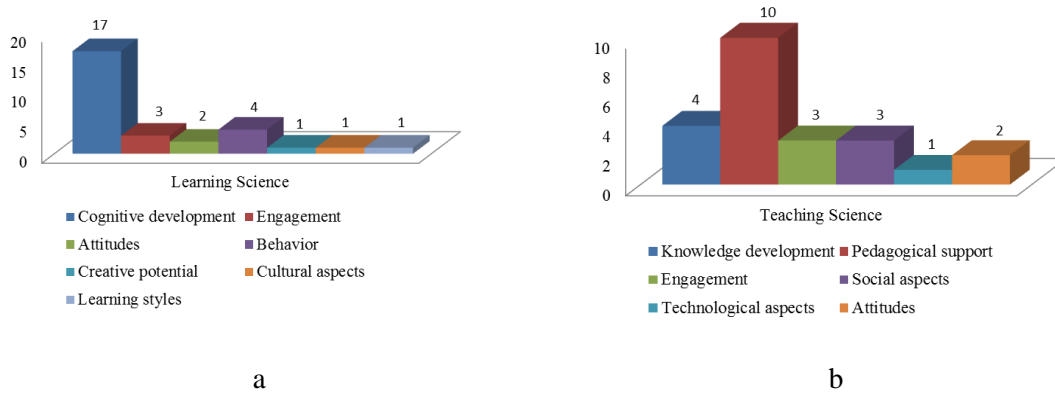 17
20
15
10
5
0
3
2
4
1
1
1
Learning Science
Cognitive development Engagement
Attitudes Behavior
Creative potential Cultural aspects
Learning styles
a
10
8
6
4
2
0
4
10
3
3
1
2
Teaching Science
Knowledge development Pedagogical support
Engagement Social aspects
Technological aspects Attitudes
b